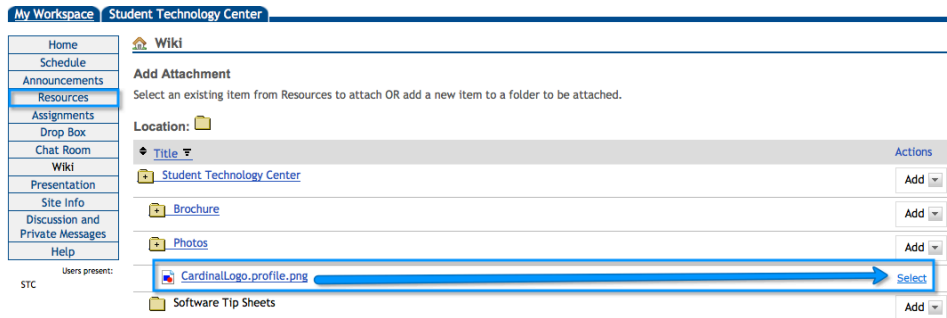 My Workspace Student Technology Center
Home
Schedule
Announcements
Resources
Assignments
Drop Box
Chat Room
Wiki
Presentation
Site Info
Discussion and
Private Messages
Help
Users present:
STC
Wiki
Add Attachment
Select an existing item from Resources to attach OR add a new item to a folder to be attached.
Location:
Title Actions
Student Technology Center Add
Brochure Add
Photos Add
CardinalLogo.profile.png Select
Software Tip Sheets Add